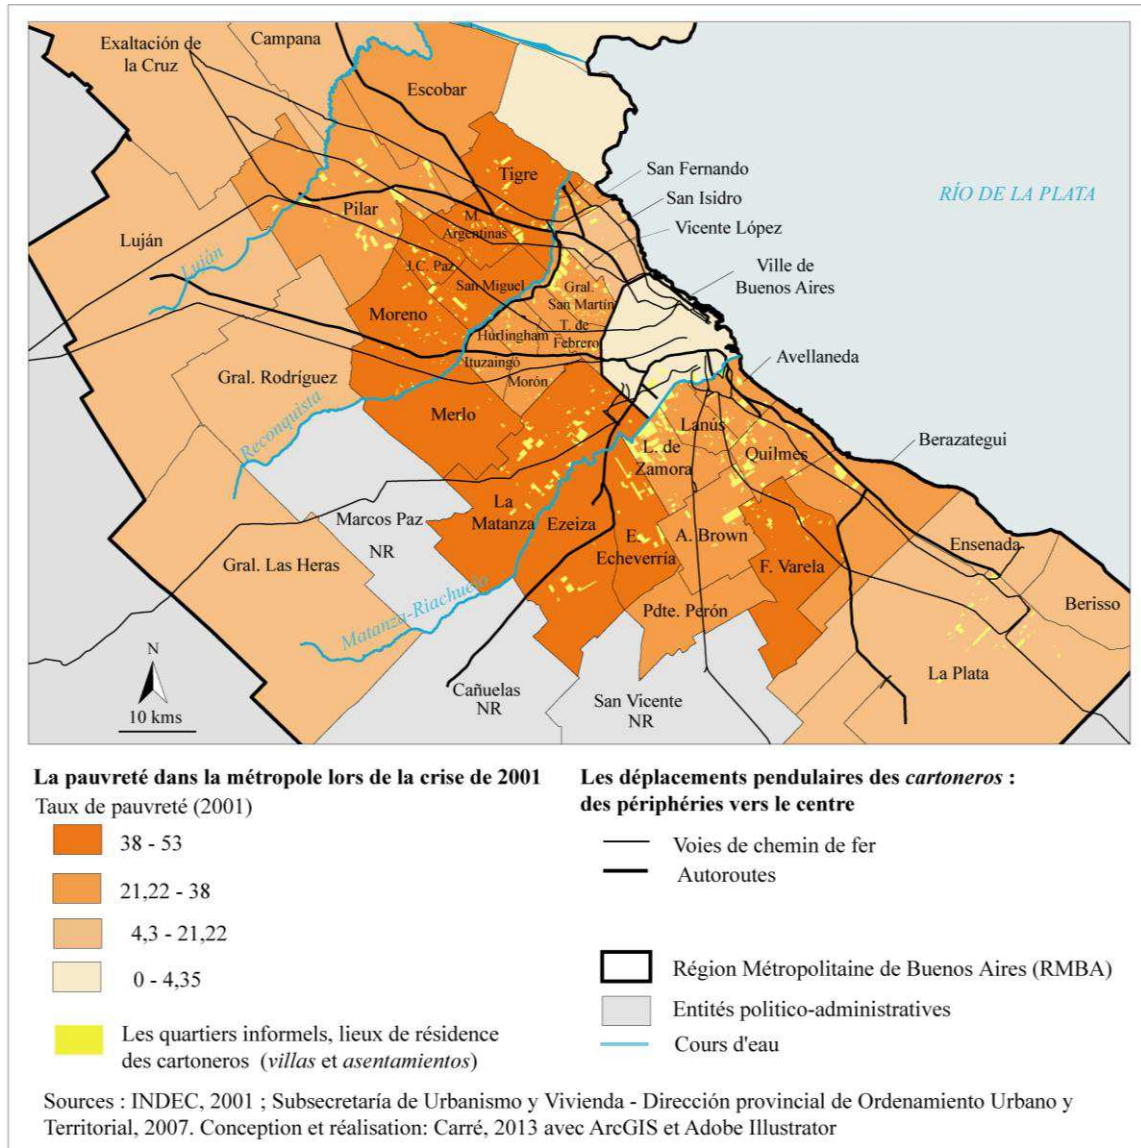 Exaltación de
la Cruz
Campana
Escobar
Tigre
San Fernando
San Isidro
Vicente López
RÍO DE LA PLATA
Pilar
M.
Argentinas
Luján
Luján
J.C. Paz
San Miguel
Gral.
San Martín
Ville de
Buenos Aires
Moreno
Hurlingham
T. de
Febrero
Ituzaingó
Morón
Avellaneda
Gral. Rodríguez
Merlo
Reconquista
Lanús
L. de
Zamora
Quilmes
Berazategui
La
Matanza
Marcos Paz
NR
Ezeiza
E.
Echeverría
A. Brown
F. Varela
Ensenada
Berisso
Gral. Las Heras
Matanza-Riachuelo
Pdte. Perón
La Plata
N
10 kms
Cañuelas
NR
San Vicente
NR
La pauvreté dans la métropole lors de la crise de 2001
Taux de pauvreté (2001)
38 - 53
21,22 - 38
4,3 - 21,22
0 - 4,35
Les quartiers informels, lieux de résidence
des cartoneros (villas et asentamientos)
Les déplacements pendulaires des cartoneros :
des périphéries vers le centre
Voies de chemin de fer
Autoroutes
Région Métropolitaine de Buenos Aires (RMBA)
Entités politico-administratives
Cours d'eau
Sources : INDEC, 2001 ; Subsecretaría de Urbanismo y Vivienda - Dirección provincial de Ordenamiento Urbano y
Territorial, 2007. Conception et réalisation: Carré, 2013 avec ArcGIS et Adobe Illustrator